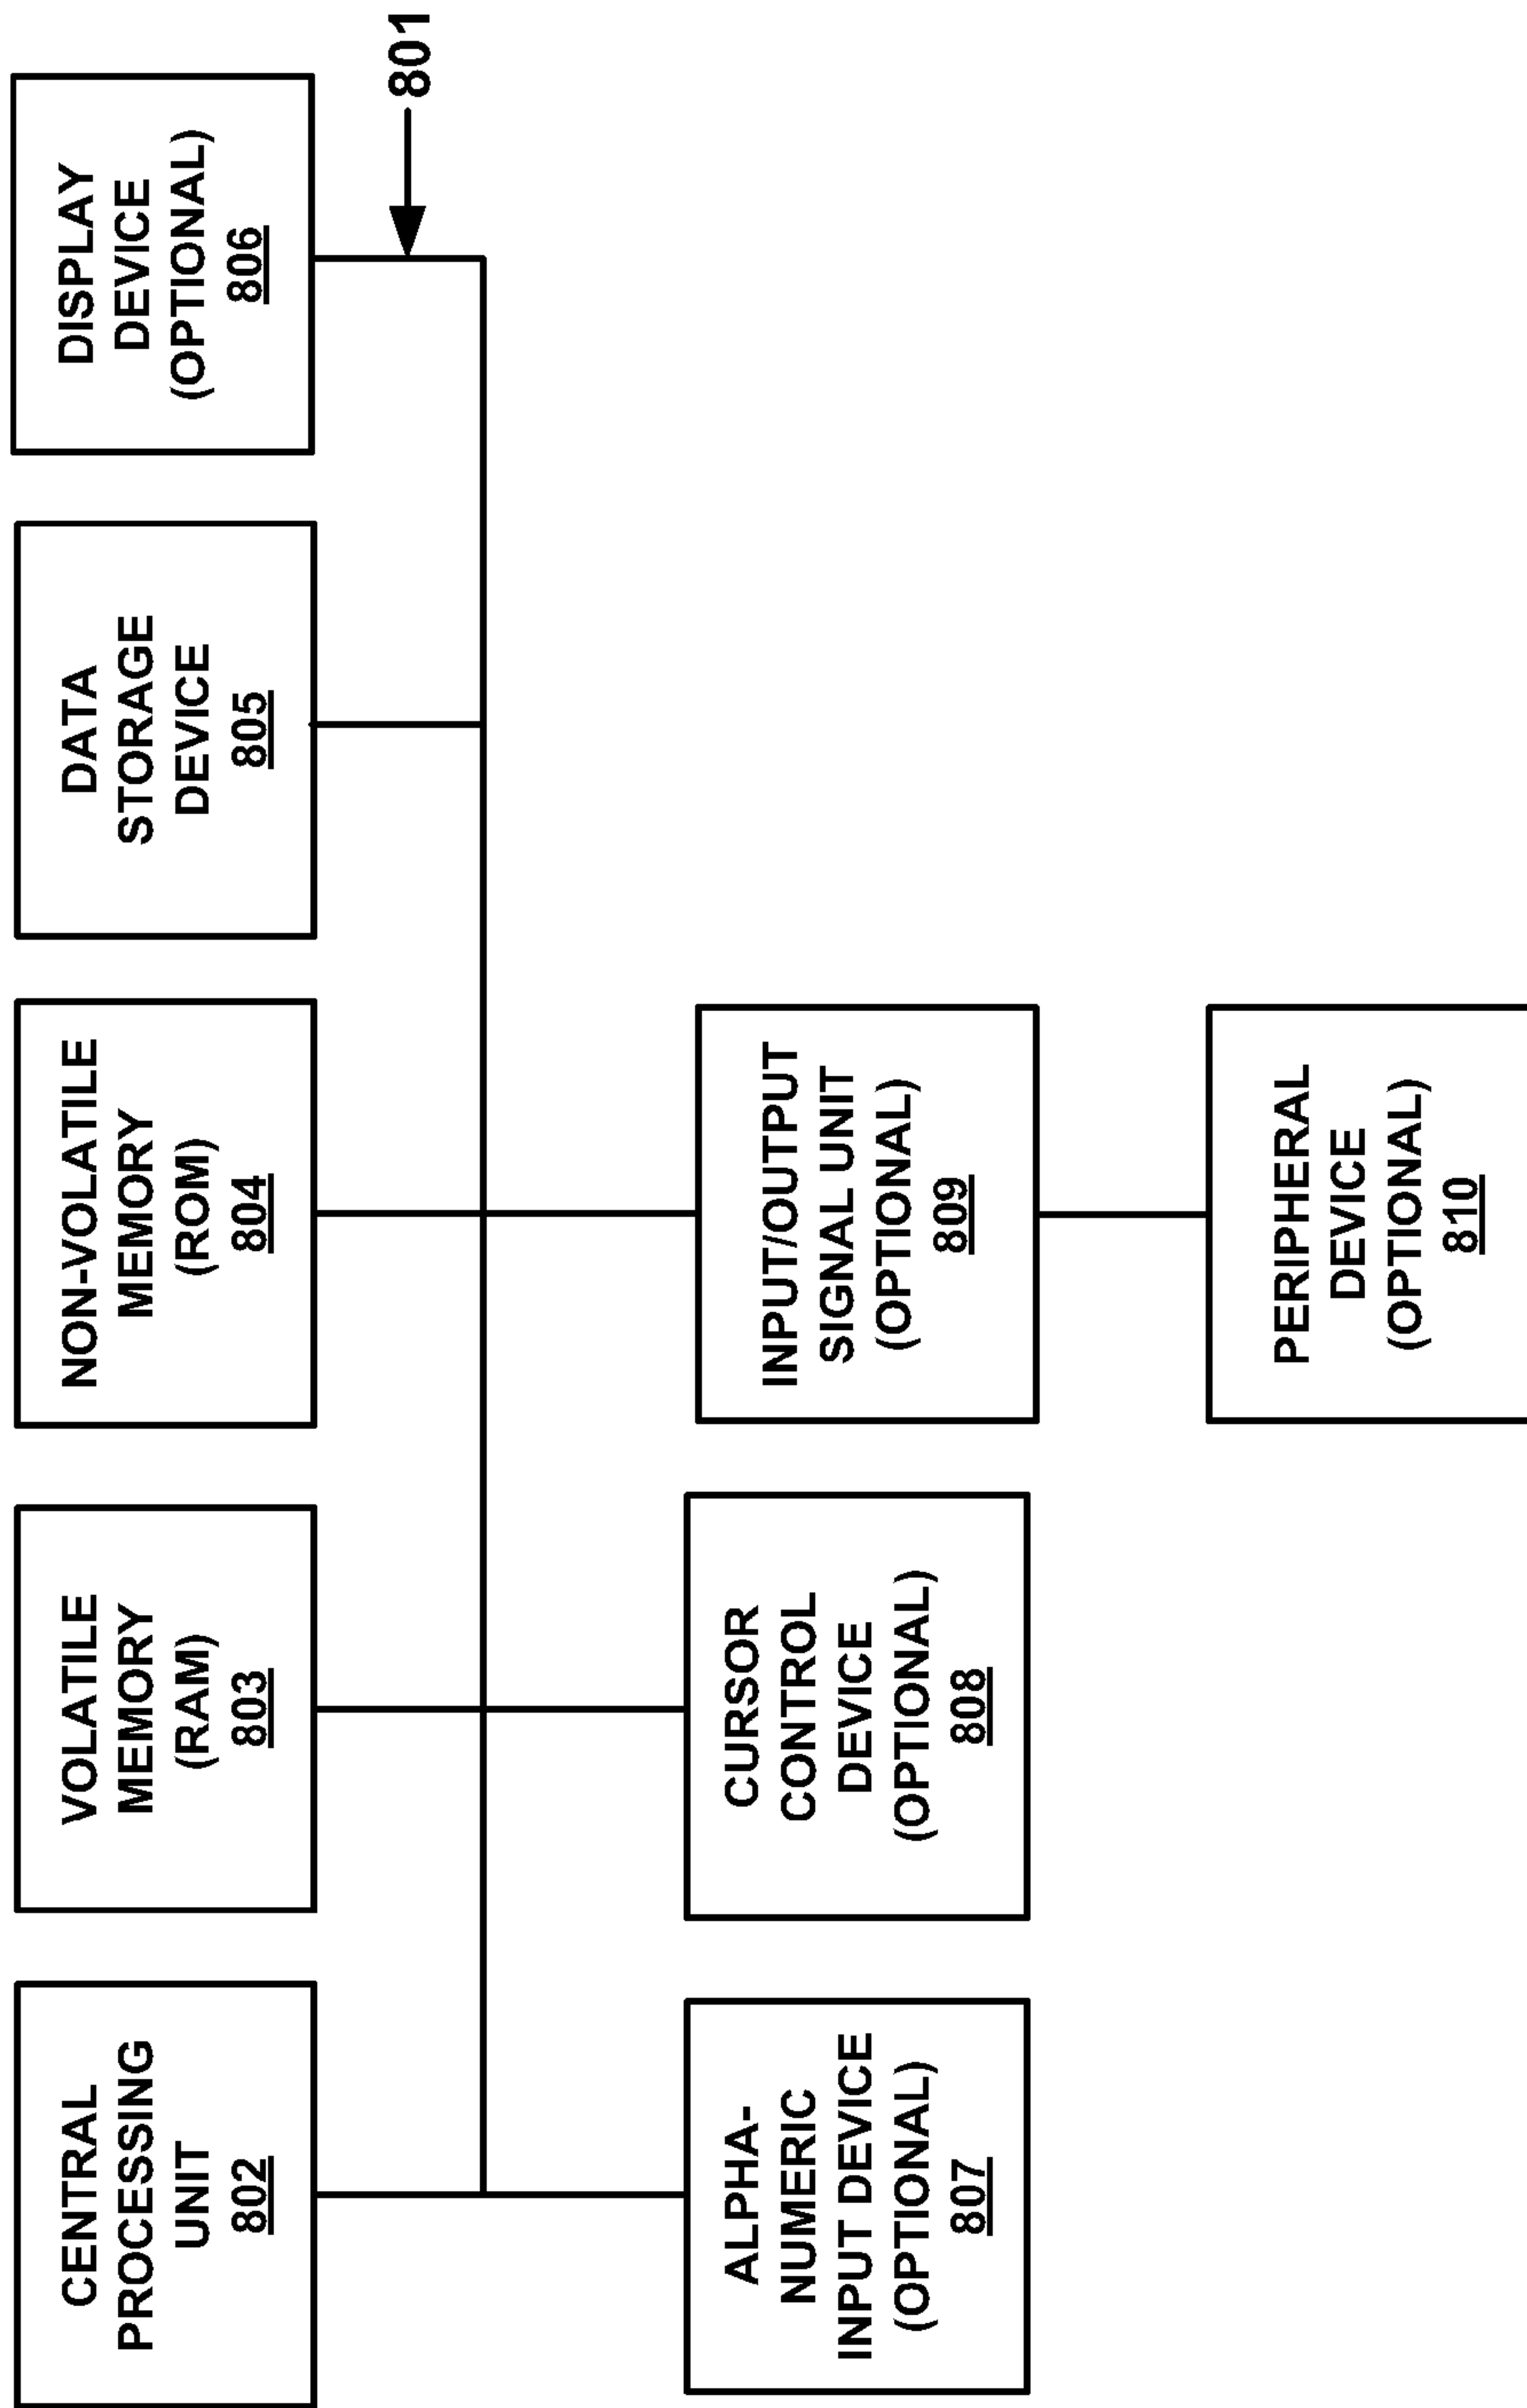 CENTRAL
PROCESSING
UNIT
802
VOLATILE
MEMORY
(RAM)
803
NON-VOLATILE
MEMORY
(ROM)
804
DATA
STORAGE
DEVICE
805
DISPLAY
DEVICE
(OPTIONAL)
806
801
ALPHA-
NUMERIC
INPUT DEVICE
(OPTIONAL)
807
CURSOR
CONTROL
DEVICE
(OPTIONAL)
808
INPUT/OUTPUT
SIGNAL UNIT
(OPTIONAL)
809
PERIPHERAL
DEVICE
(OPTIONAL)
810